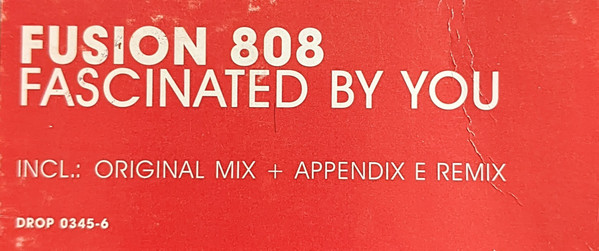 FUSION 808
FASCINATED BY YOU
INCL.: ORIGINAL MIX + APPENDIX E REMIX
DROP 0345-6